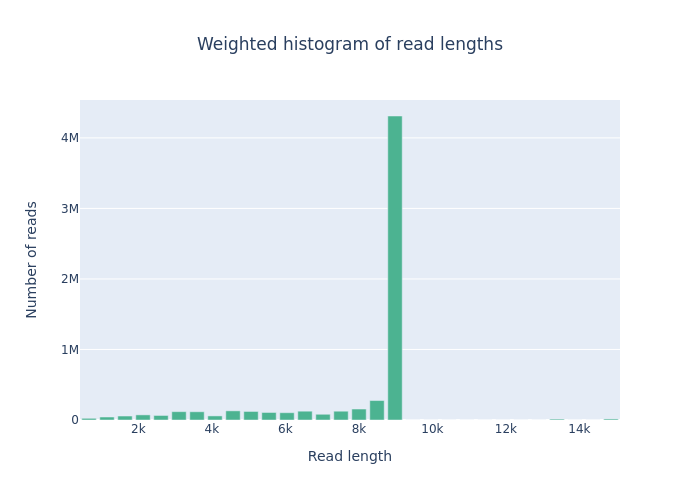 Weighted histogram of read lengths
Number of reads
4M
3M
2M
1M
0
2k
4k
6k
8k
10k
12k
14k
Read length